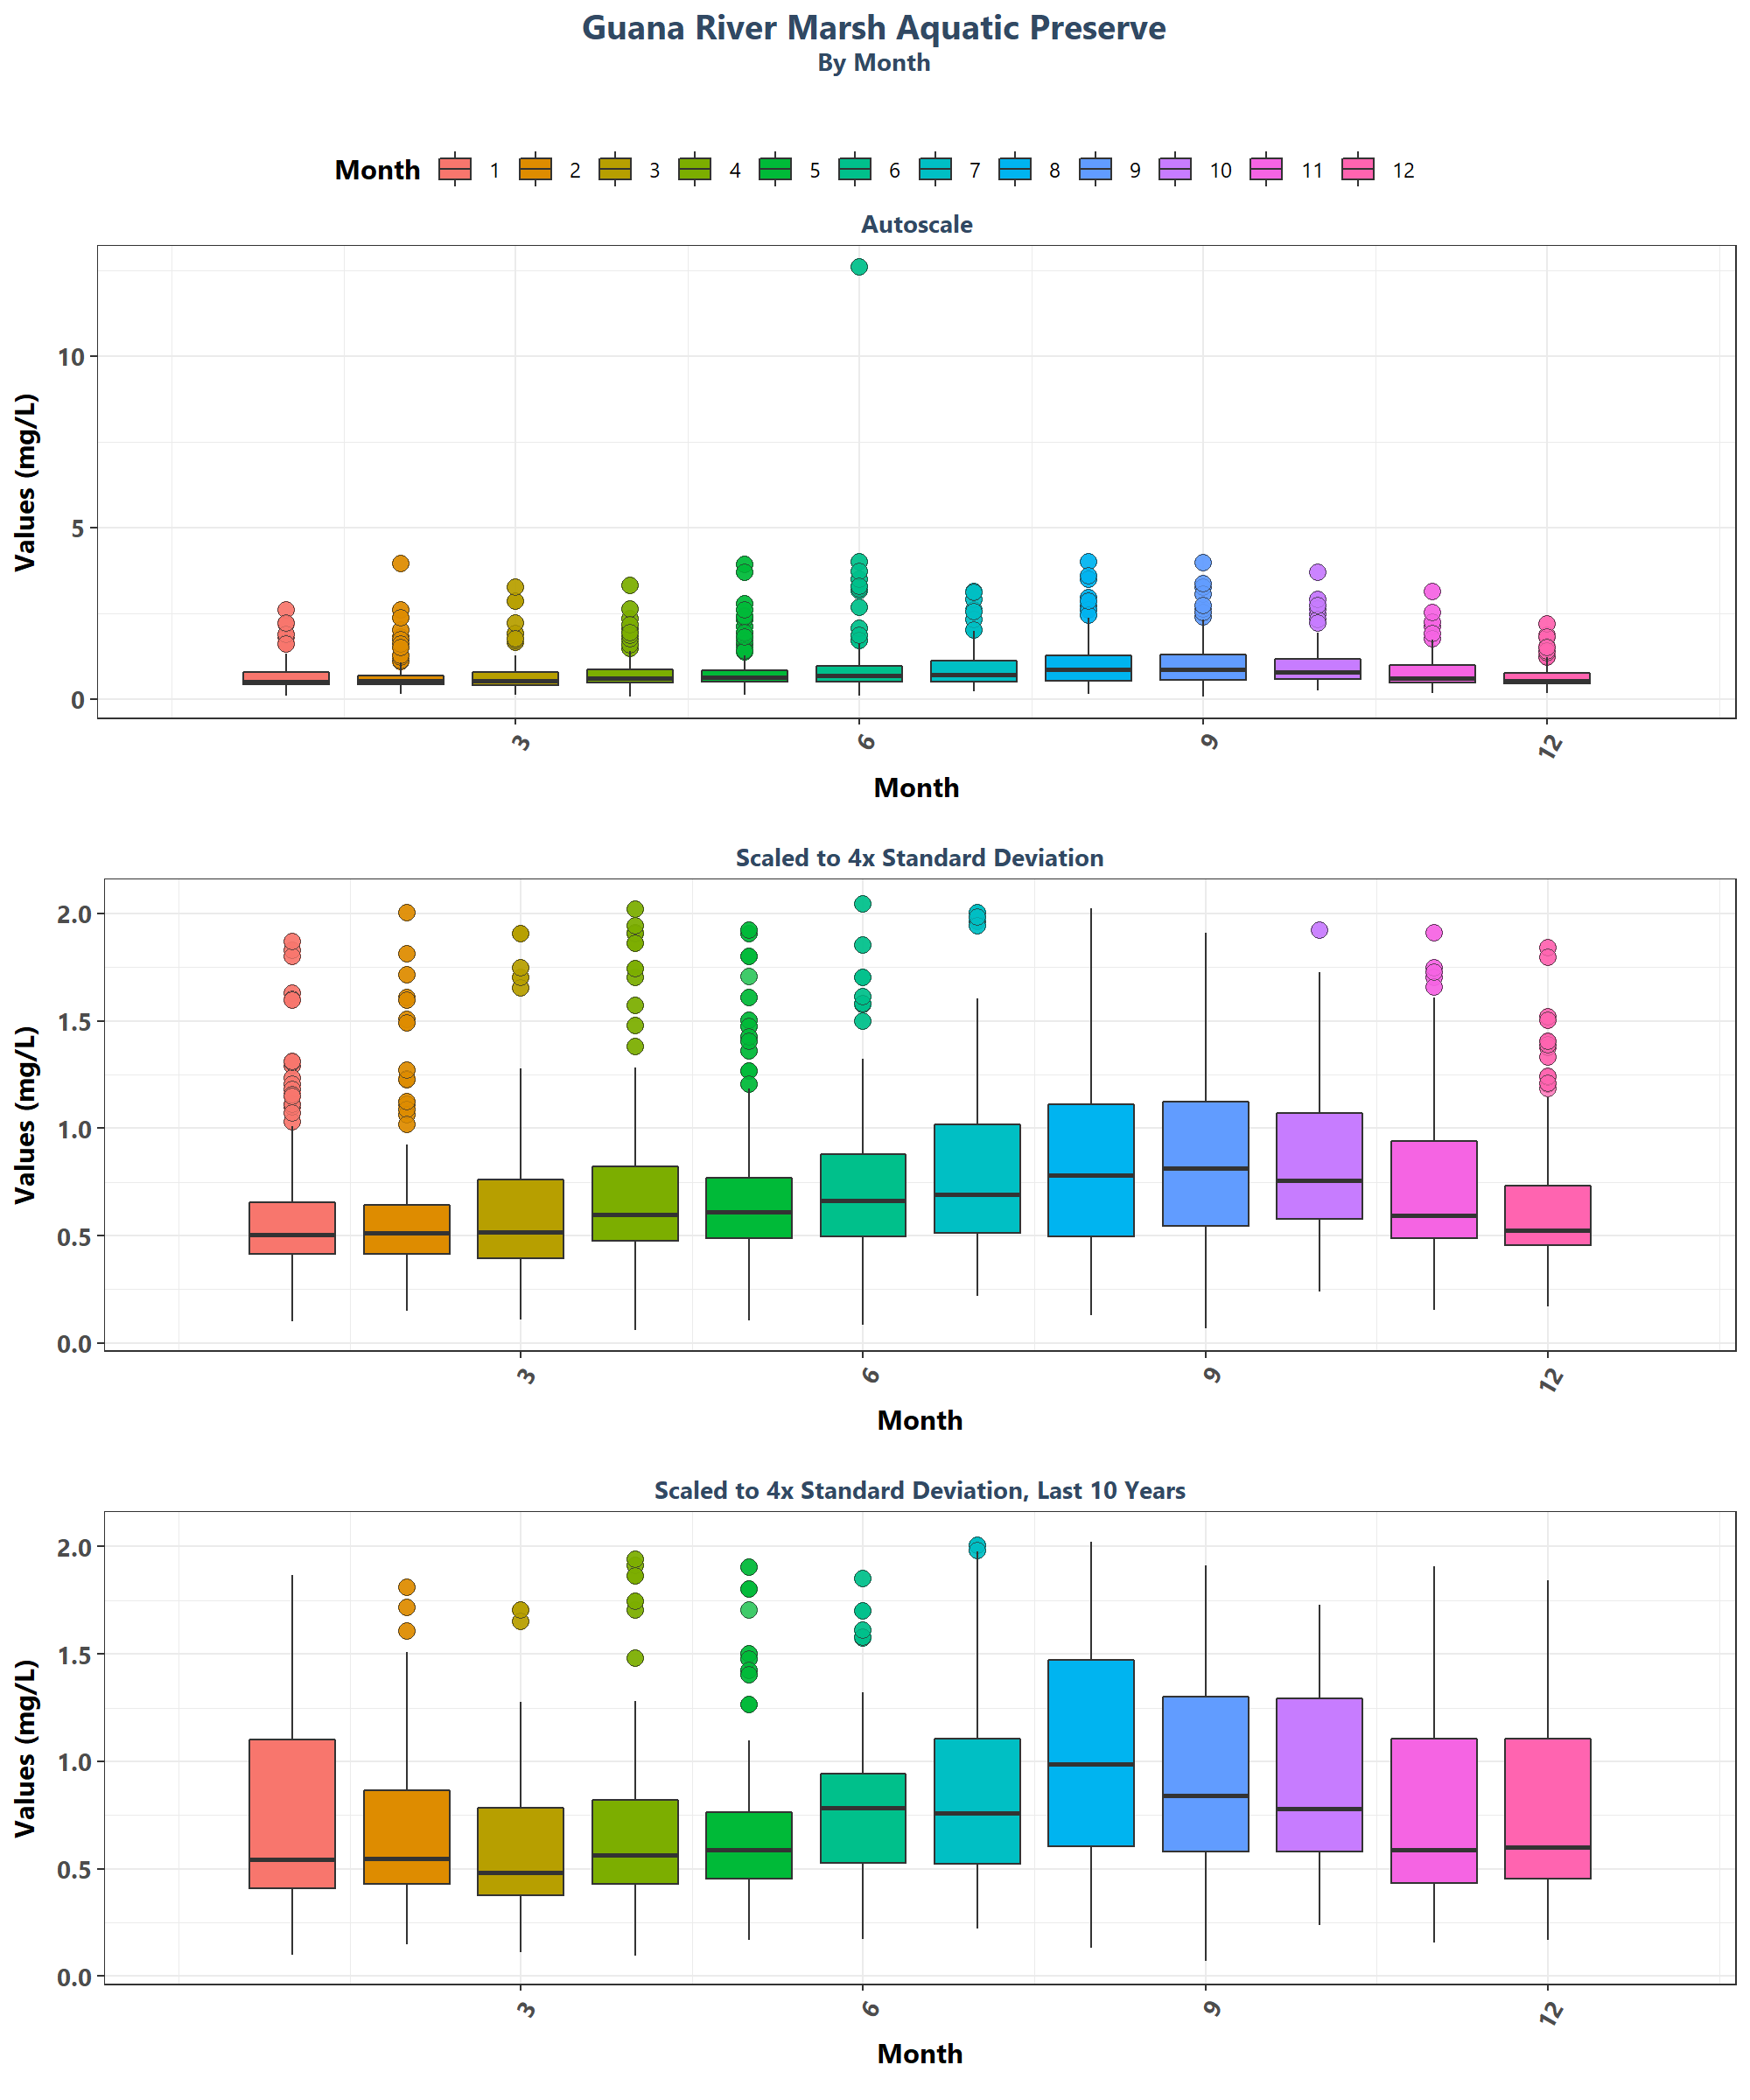 Guana River Marsh Aquatic Preserve
By Month
Month 1 2 3 4 5 6 7 8 9 10 11 12
Autoscale
Values (mg/L)
10
5
0
3 6 9 12
Month
Scaled to 4x Standard Deviation
Values (mg/L)
2.0
1.5
1.0
0.5
0.0
3 6 9 12
Month
Scaled to 4x Standard Deviation, Last 10 Years
Values (mg/L)
2.0
1.5
1.0
0.5
0.0
3 6 9 12
Month